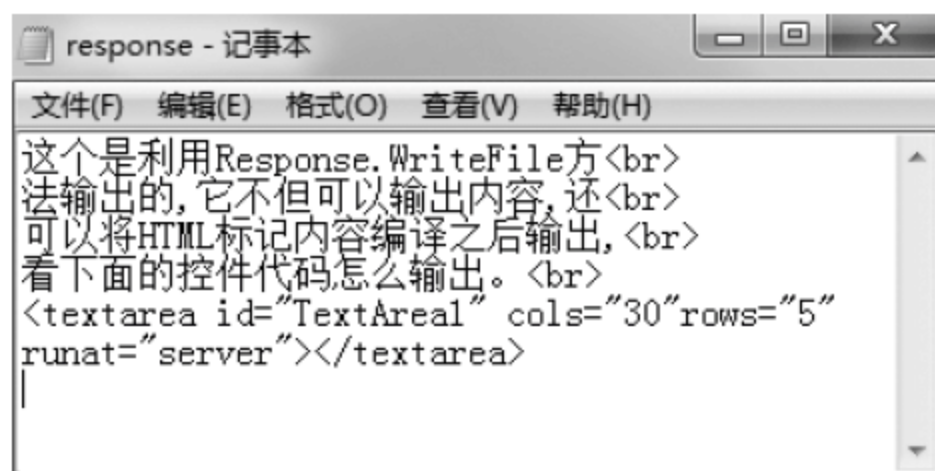 response - 记事本
文件(F) 编辑(E) 格式(O) 查看(V) 帮助(H)
这个是利用Response.WriteFile方<br>
法输出的,它不但可以输出内容,还<br>
可以将HTML标记内容编译之后输出,<br>
看下面的控件代码怎么输出。<br>
<textarea id="TextArea1" cols="30"rows="5"
runat="server"></textarea>